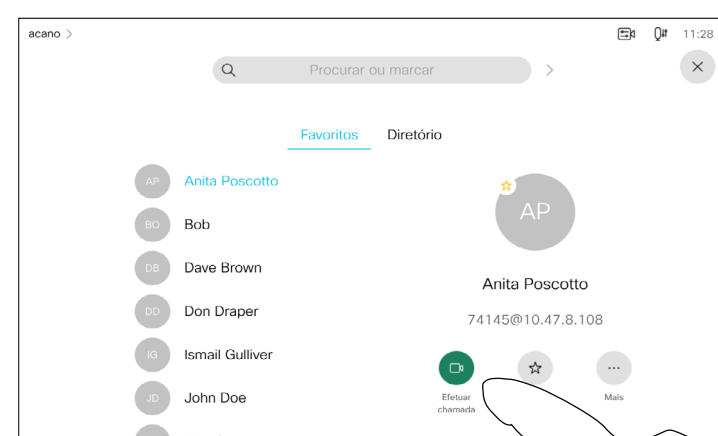 acano >
11:28
Procurar ou marcar
Favoritos
Diretório
AP
Anita Poscotto
BO
Bob
DB
Dave Brown
DD
Don Draper
IG
Ismail Gulliver
JD
John Doe
AP
Anita Poscotto
74145@10.47.8.108
Efetuar
chamada
Mais